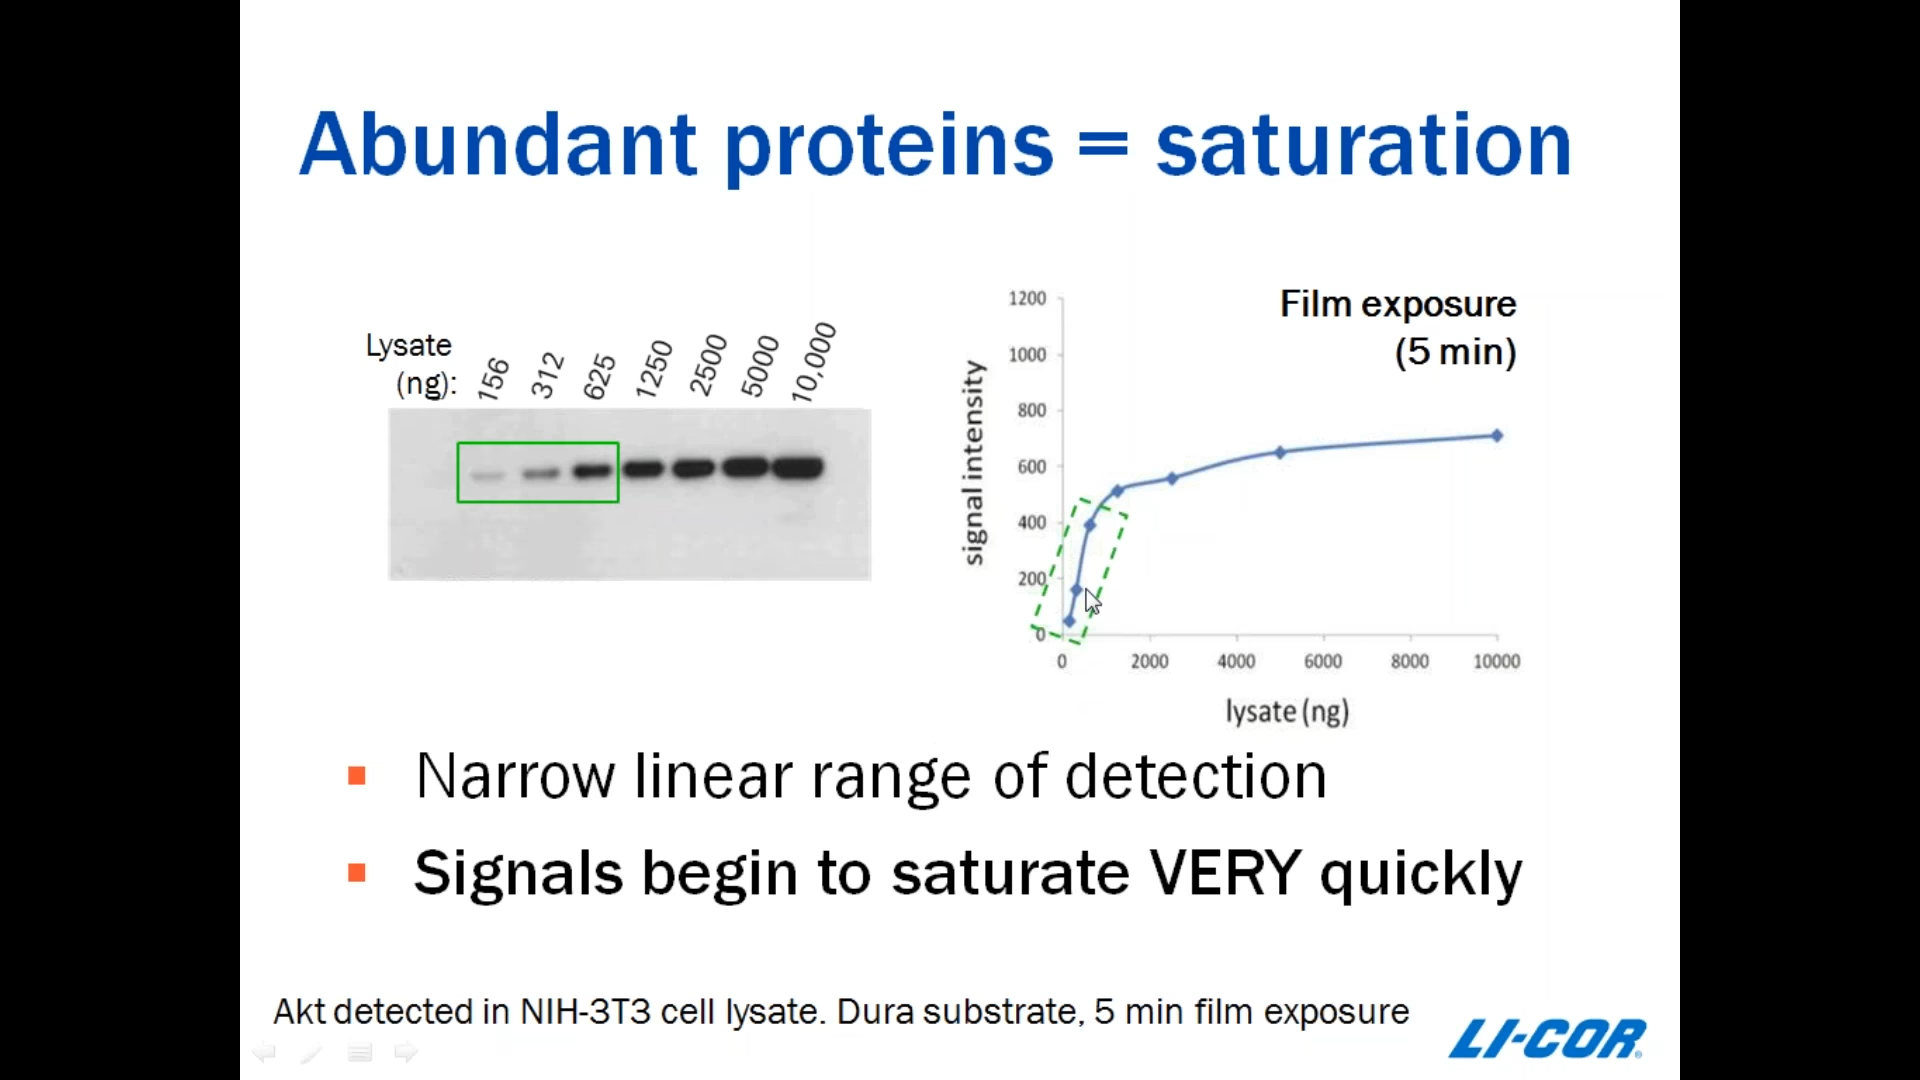 Abundant proteins = saturation
Lysate
(ng):
156
312
625
1250
2500
5000
10,000
Film exposure
(5 min)
signal intensity
1200
1000
800
600
400
200
0
0
2000
4000
6000
8000
10000
lysate (ng)
Narrow linear range of detection
Signals begin to saturate VERY quickly
Akt detected in NIH-3T3 cell lysate. Dura substrate, 5 min film exposure
LI-COR®